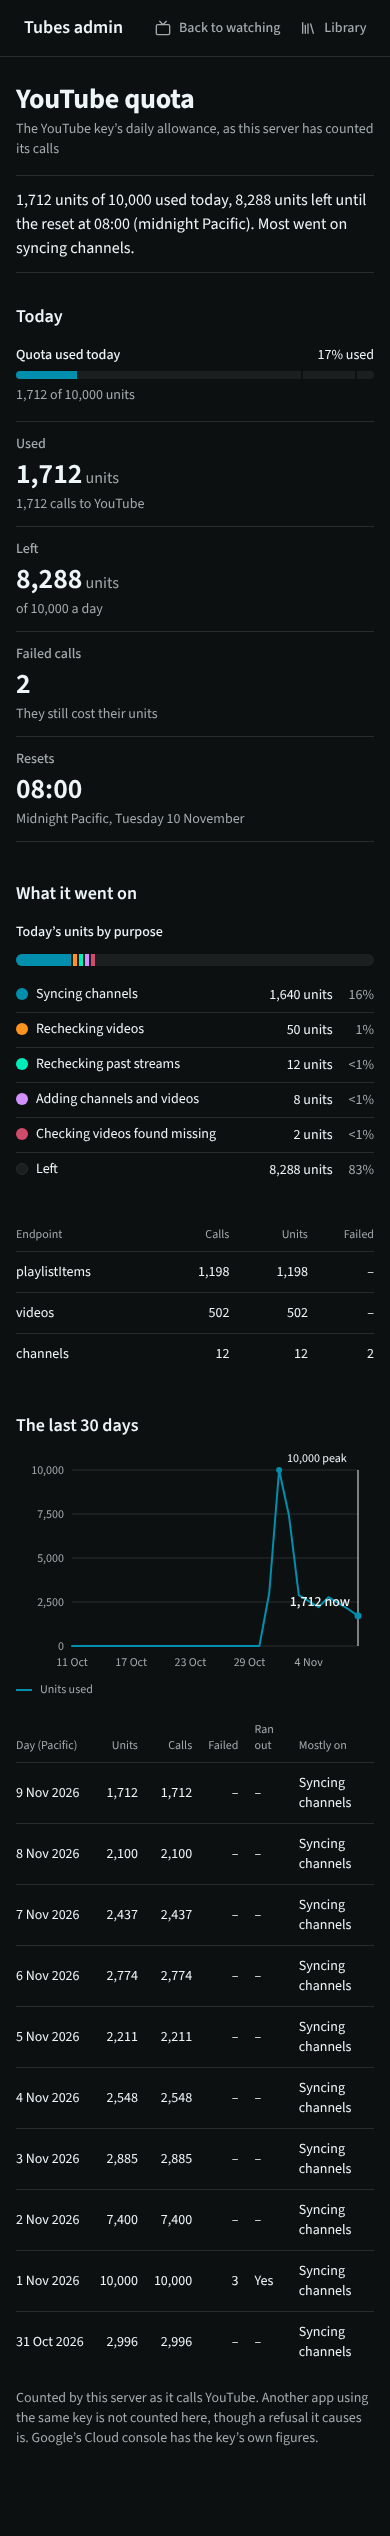 Tubes admin
Back to watching
Library
YouTube quota
The YouTube key’s daily allowance, as this server has counted
its calls
1,712 units of 10,000 used today, 8,288 units left until
the reset at 08:00 (midnight Pacific). Most went on
syncing channels.
Today
Quota used today 17% used
1,712 of 10,000 units
Used
1,712 units
1,712 calls to YouTube
Left
8,288 units
of 10,000 a day
Failed calls
2
They still cost their units
Resets
08:00
Midnight Pacific, Tuesday 10 November
What it went on
Today’s units by purpose
Syncing channels 1,640 units 16%
Rechecking videos 50 units 1%
Rechecking past streams 12 units <1%
Adding channels and videos 8 units <1%
Checking videos found missing 2 units <1%
Left 8,288 units 83%
Endpoint Calls Units Failed
playlistItems 1,198 1,198 –
videos 502 502 –
channels 12 12 2
The last 30 days
10,000 peak
10,000
7,500
5,000
2,500
1,712 now
0
11 Oct 17 Oct 23 Oct 29 Oct 4 Nov
Units used
Day (Pacific) Units Calls Failed Ran out Mostly on
9 Nov 2026 1,712 1,712 – – Syncing channels
8 Nov 2026 2,100 2,100 – – Syncing channels
7 Nov 2026 2,437 2,437 – – Syncing channels
6 Nov 2026 2,774 2,774 – – Syncing channels
5 Nov 2026 2,211 2,211 – – Syncing channels
4 Nov 2026 2,548 2,548 – – Syncing channels
3 Nov 2026 2,885 2,885 – – Syncing channels
2 Nov 2026 7,400 7,400 – – Syncing channels
1 Nov 2026 10,000 10,000 3 Yes Syncing channels
31 Oct 2026 2,996 2,996 – – Syncing channels
Counted by this server as it calls YouTube. Another app using
the same key is not counted here, though a refusal it causes
is. Google’s Cloud console has the key’s own figures.